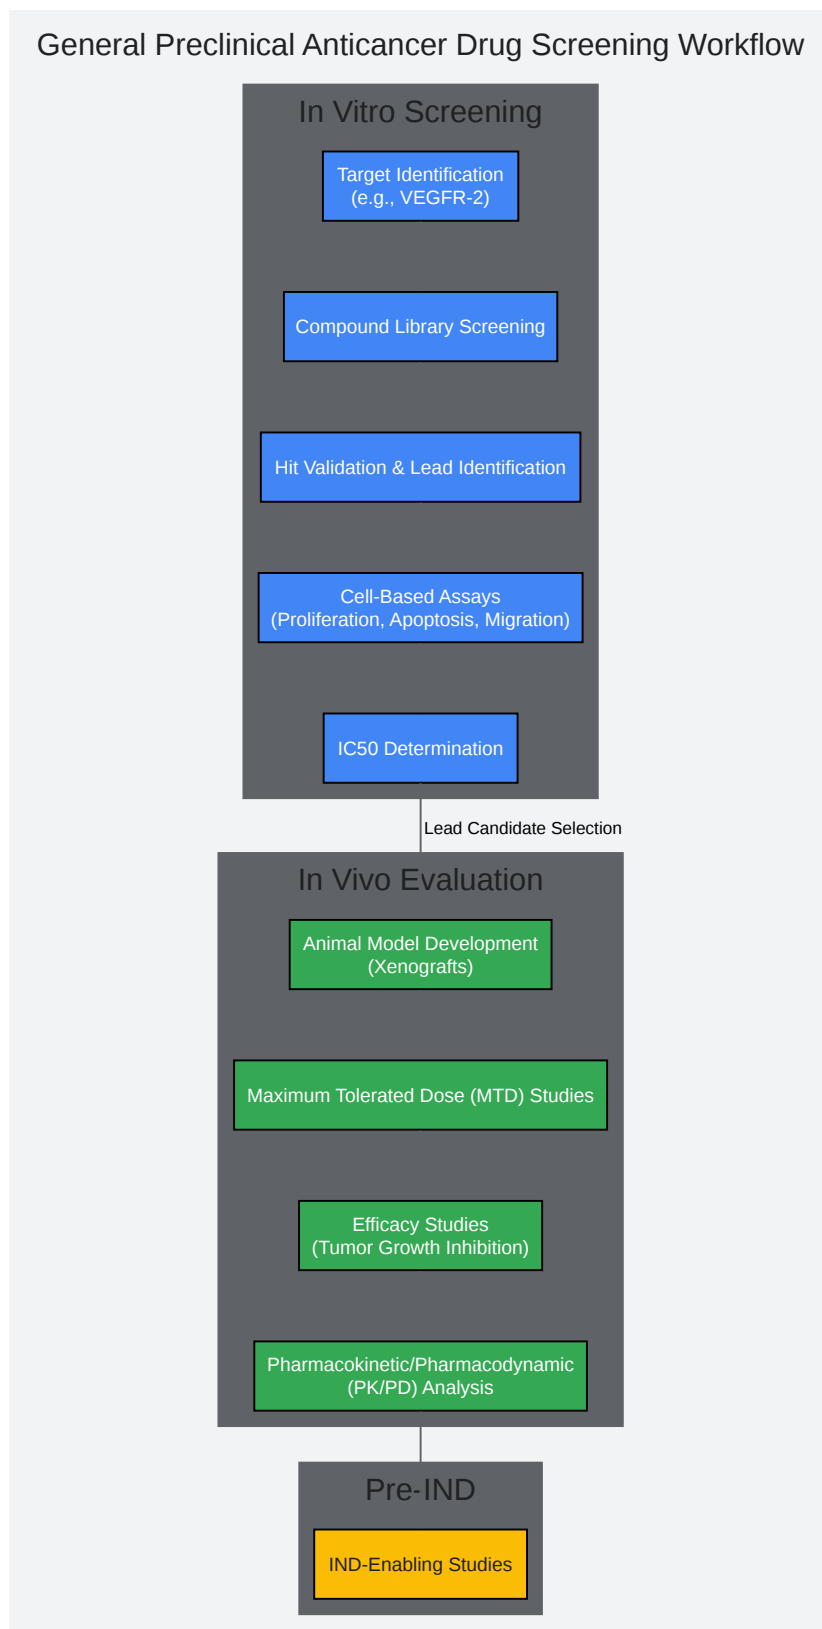 General Preclinical Anticancer Drug Screening Workflow
In Vitro Screening
Target Identification
(e.g., VEGFR-2)
Compound Library Screening
Hit Validation & Lead Identification
Cell-Based Assays
(Proliferation, Apoptosis, Migration)
IC50 Determination
Lead Candidate Selection
In Vivo Evaluation
Animal Model Development
(Xenografts)
Maximum Tolerated Dose (MTD) Studies
Efficacy Studies
(Tumor Growth Inhibition)
Pharmacokinetic/Pharmacodynamic
(PK/PD) Analysis
Pre-IND
IND-Enabling Studies